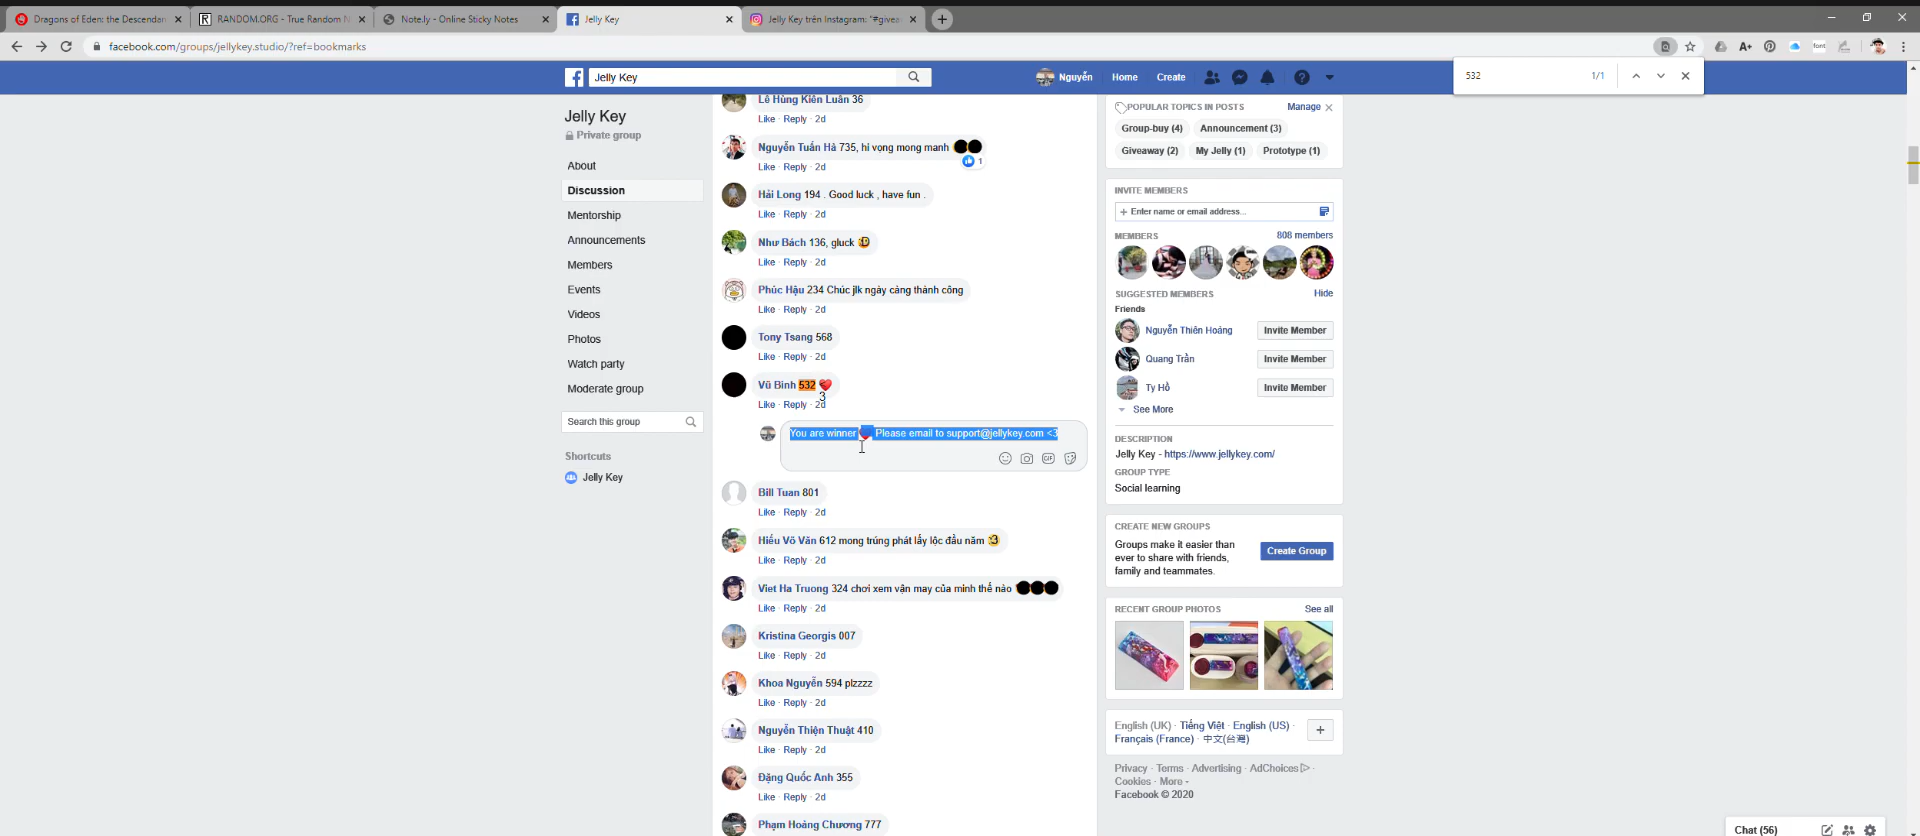 Dragons of Eden: the Descendan
RANDOM.ORG - True Random N
Note.ly - Online Sticky Notes
Jelly Key
Jelly Key trên Instagram: "#givea
facebook.com/groups/jellykey.studio/?ref=bookmarks
532
1/1
Jelly Key
Nguyễn
Home
Create
Jelly Key
Private group
About
Discussion
Mentorship
Announcements
Members
Events
Videos
Photos
Watch party
Moderate group
Search this group
Shortcuts
Jelly Key
Lê Hùng Kiên Luân 36
Like · Reply · 2d
Nguyễn Tuấn Hà 735, hi vọng mong manh
1
Like · Reply · 2d
Hải Long 194 . Good luck , have fun .
Like · Reply · 2d
Như Bách 136, gluck :D
Like · Reply · 2d
Phúc Hậu 234 Chúc jlk ngày càng thành công
Like · Reply · 2d
Tony Tsang 568
Like · Reply · 2d
Vũ Bình 532
3
Like · Reply · 2d
You are winner Please email to support@jellykey.com <3
Bill Tuan 801
Like · Reply · 2d
Hiếu Võ Văn 612 mong trúng phát lấy lộc đầu năm :3
Like · Reply · 2d
Viet Ha Truong 324 chơi xem vận may của mình thế nào
Like · Reply · 2d
Kristina Georgis 007
Like · Reply · 2d
Khoa Nguyễn 594 plzzzz
Like · Reply · 2d
Nguyễn Thiện Thuật 410
Like · Reply · 2d
Đặng Quốc Anh 355
Like · Reply · 2d
Phạm Hoàng Chương 777
POPULAR TOPICS IN POSTS
Manage
Group-buy (4) Announcement (3)
Giveaway (2) My Jelly (1) Prototype (1)
INVITE MEMBERS
+ Enter name or email address...
MEMBERS
808 members
SUGGESTED MEMBERS
Hide
Friends
Nguyễn Thiên Hoàng
Invite Member
Quang Trần
Invite Member
Ty Hồ
Invite Member
See More
DESCRIPTION
Jelly Key - https://www.jellykey.com/
GROUP TYPE
Social learning
CREATE NEW GROUPS
Groups make it easier than
ever to share with friends,
family and teammates.
Create Group
RECENT GROUP PHOTOS
See all
English (UK) · Tiếng Việt · English (US) ·
Français (France) · 中文(台灣)
Privacy · Terms · Advertising · AdChoices ·
Cookies · More
Facebook © 2020
Chat (56)